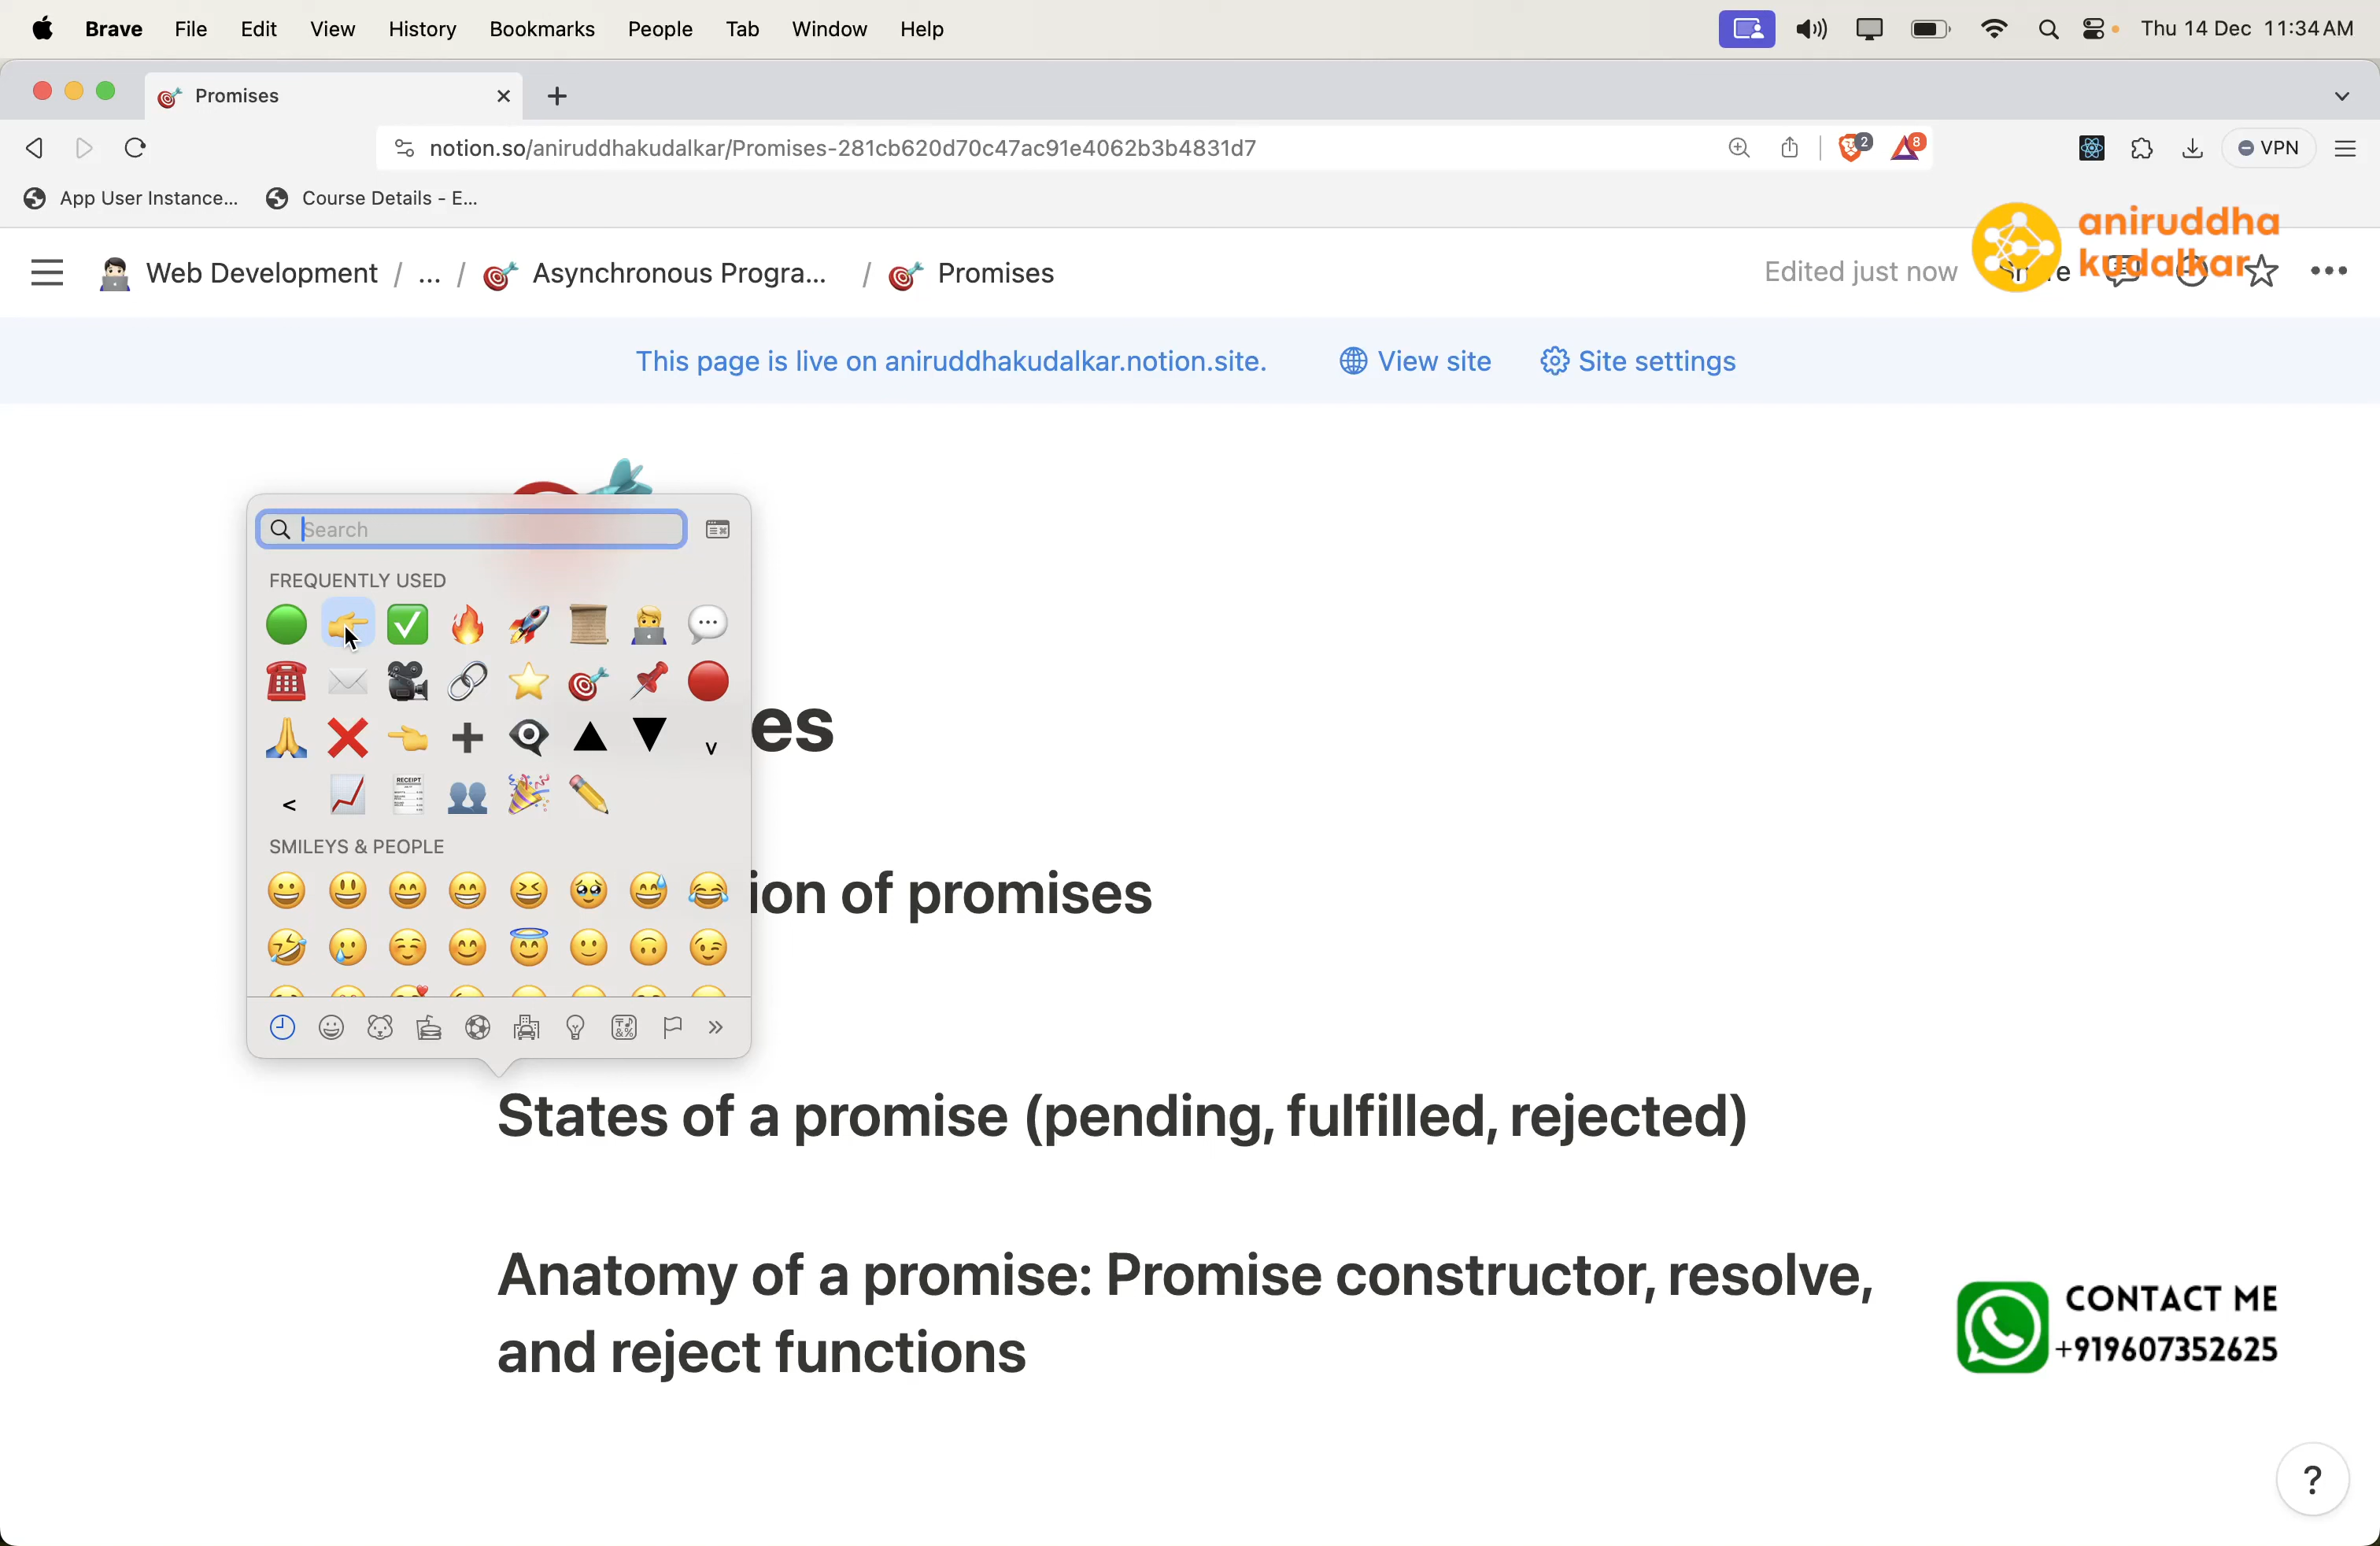 Brave File Edit View History Bookmarks People Tab Window Help Thu 14 Dec 11:34 AM
Promises
notion.so/aniruddhakudalkar/Promises-281cb620d70c47ac91e4062b3b4831d7 2 8 VPN
App User Instance... Course Details - E...
aniruddha
kudalkar
Web Development / ... / Asynchronous Progra... / Promises Edited just now
This page is live on aniruddhakudalkar.notion.site. View site Site settings
Search
FREQUENTLY USED
es
RECEIPT
SMILEYS & PEOPLE
ion of promises
States of a promise (pending, fulfilled, rejected)
Anatomy of a promise: Promise constructor, resolve,
and reject functions
CONTACT ME
+919607352625
?